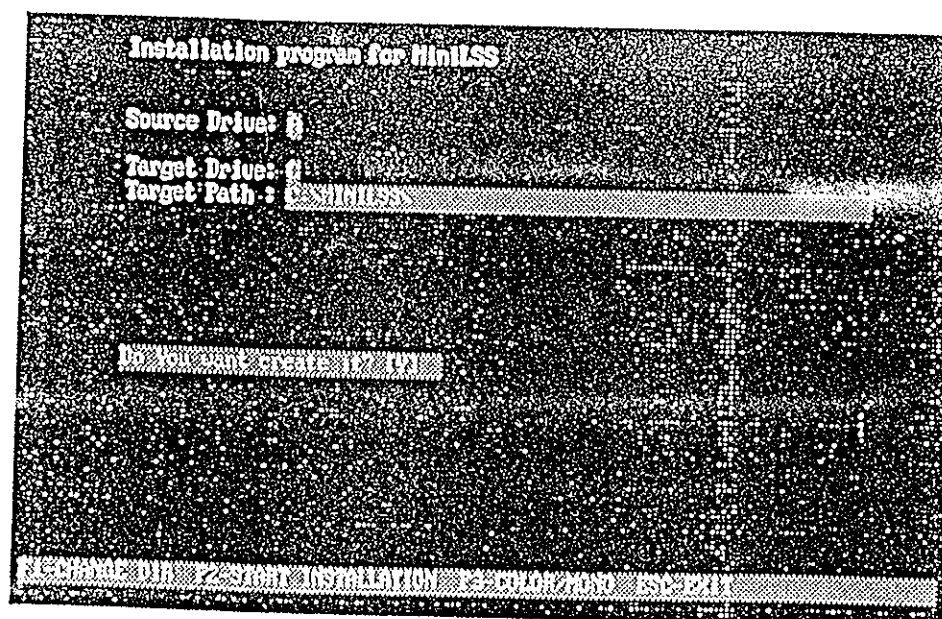 Installation program for MiniLSS
Source Drive:
Target Drive:
Target Path : C:\MINILSS
Do You want create it? [Y]
F1-CHANGE DIR F2-START INSTALLATION F3-COLOR/MONO ESC-EXIT